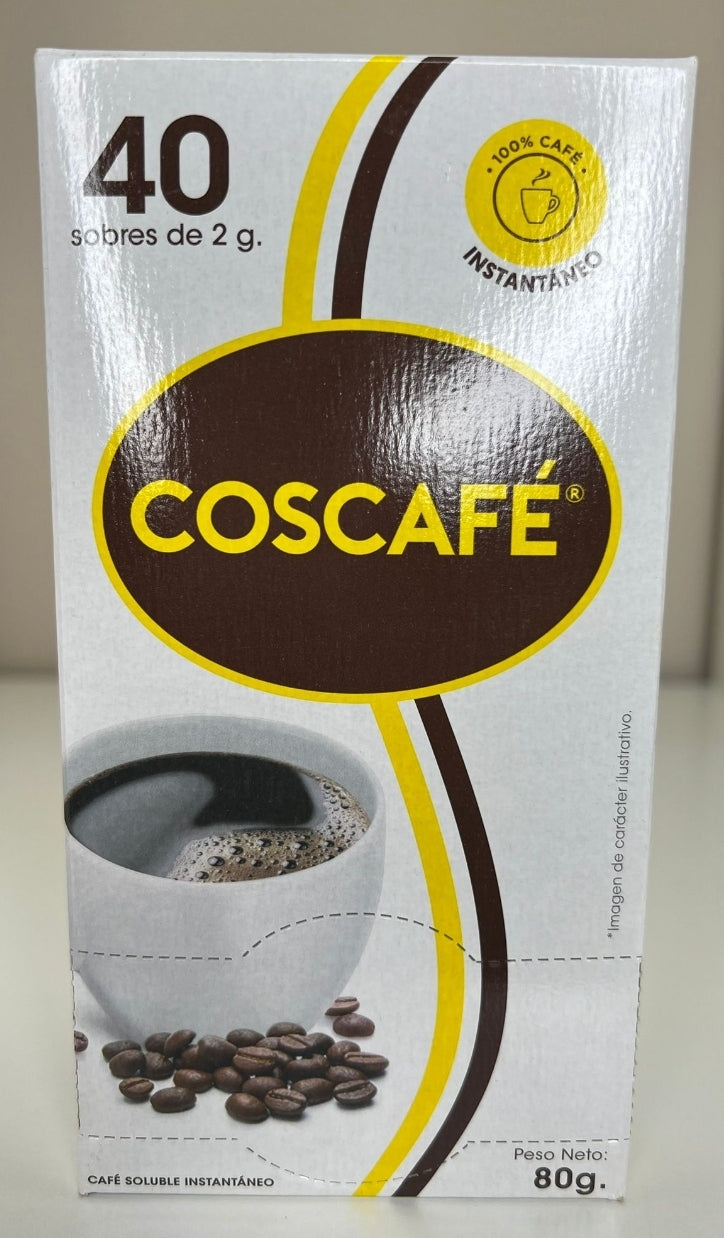 40
sobres de 2 g.
• 100% CAFÉ •
INSTANTÁNEO
COSCAFÉ®
*Imagen de carácter ilustrativo.
Peso Neto:
80g.
CAFÉ SOLUBLE INSTANTÁNEO